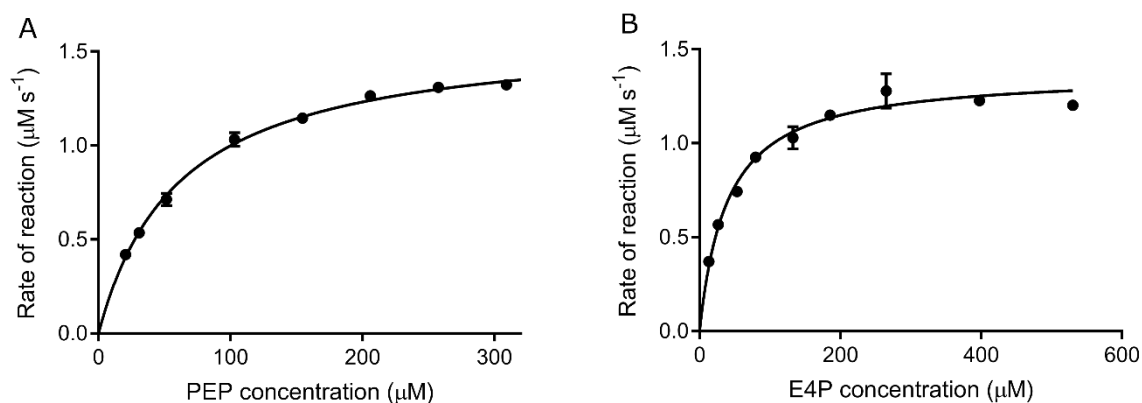 A
Rate of reaction (μM s⁻¹)
1.5
1.0
0.5
0.0
0
100
200
300
PEP concentration (μM)
B
Rate of reaction (μM s⁻¹)
1.5
1.0
0.5
0.0
0
200
400
600
E4P concentration (μM)